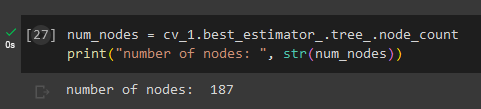 [27] num_nodes = cv_1.best_estimator_.tree_.node_count
0s
print("number of nodes: ", str(num_nodes))
number of nodes:  187